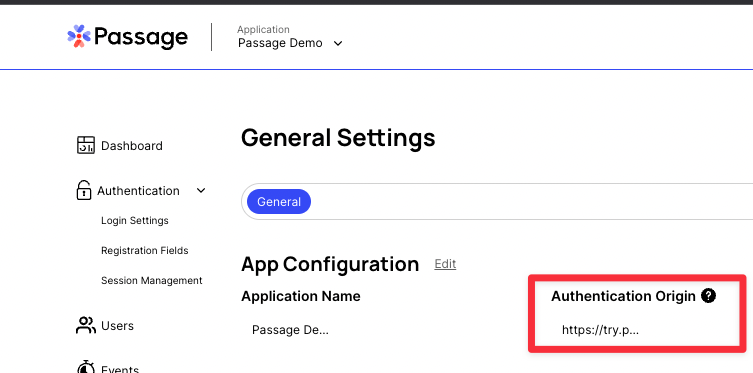 Passage
Application
Passage Demo
General Settings
Dashboard
Authentication
General
Login Settings
Registration Fields
Session Management
App Configuration Edit
Application Name
Authentication Origin ?
Passage De...
https://try.p...
Users
Events